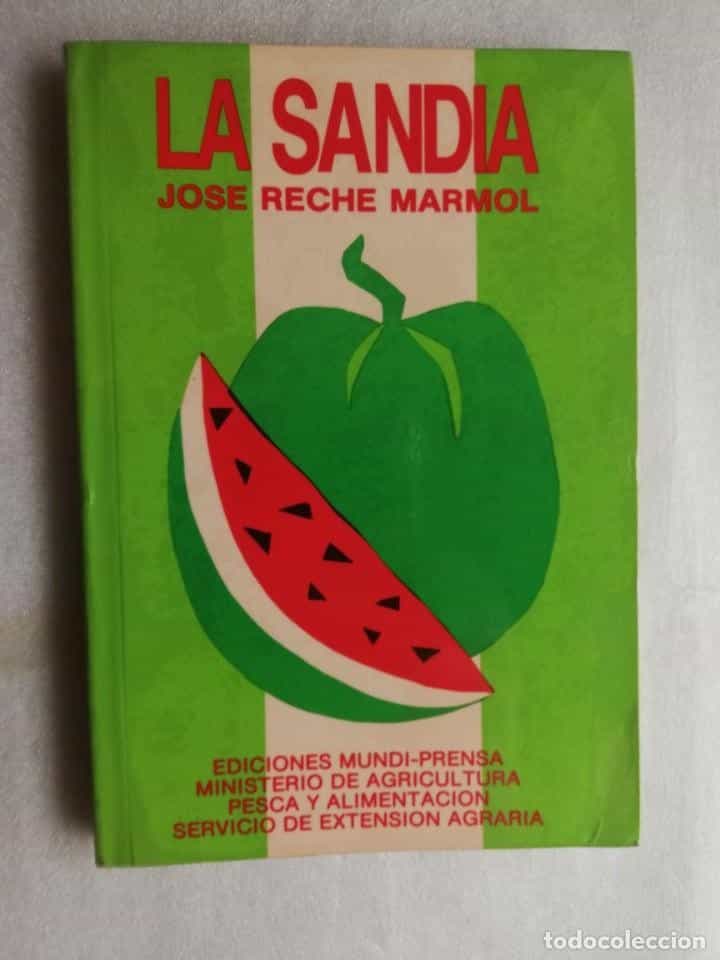 LA SANDIA
JOSE RECHE MARMOL
EDICIONES MUNDI-PRENSA
MINISTERIO DE AGRICULTURA
PESCA Y ALIMENTACION
SERVICIO DE EXTENSION AGRARIA
todocoleccion